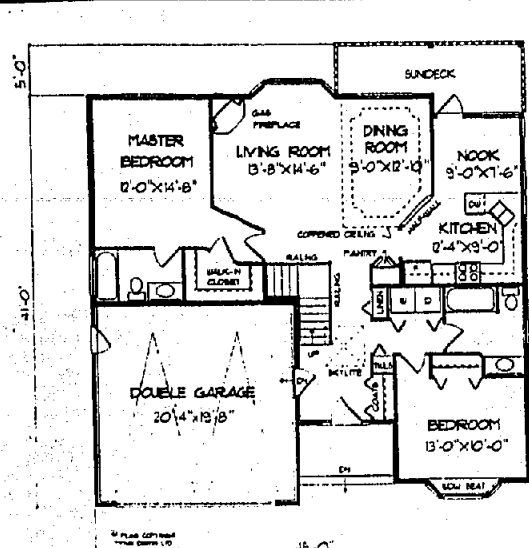 5'-0"
SUNDECK
GAS
FIREPLACE
MASTER
BEDROOM
12'-0"X14'-8"
LIVING ROOM
13'-8"X14'-6"
DINING
ROOM
9'-0"X12'-10"
NOOK
9'-0"X7'-6"
DW
HALF-WALL
KITCHEN
12'-4"X9'-0"
COFFERED CEILING
PANTRY
RAILING
RAILING
WALK-IN
CLOSET
LINEN
UP
41'-0"
DOUBLE GARAGE
20'-4"X19'-8"
DN
SKYLITE
COATS
BEDROOM
13'-0"X10'-0"
DN
BOW SEAT